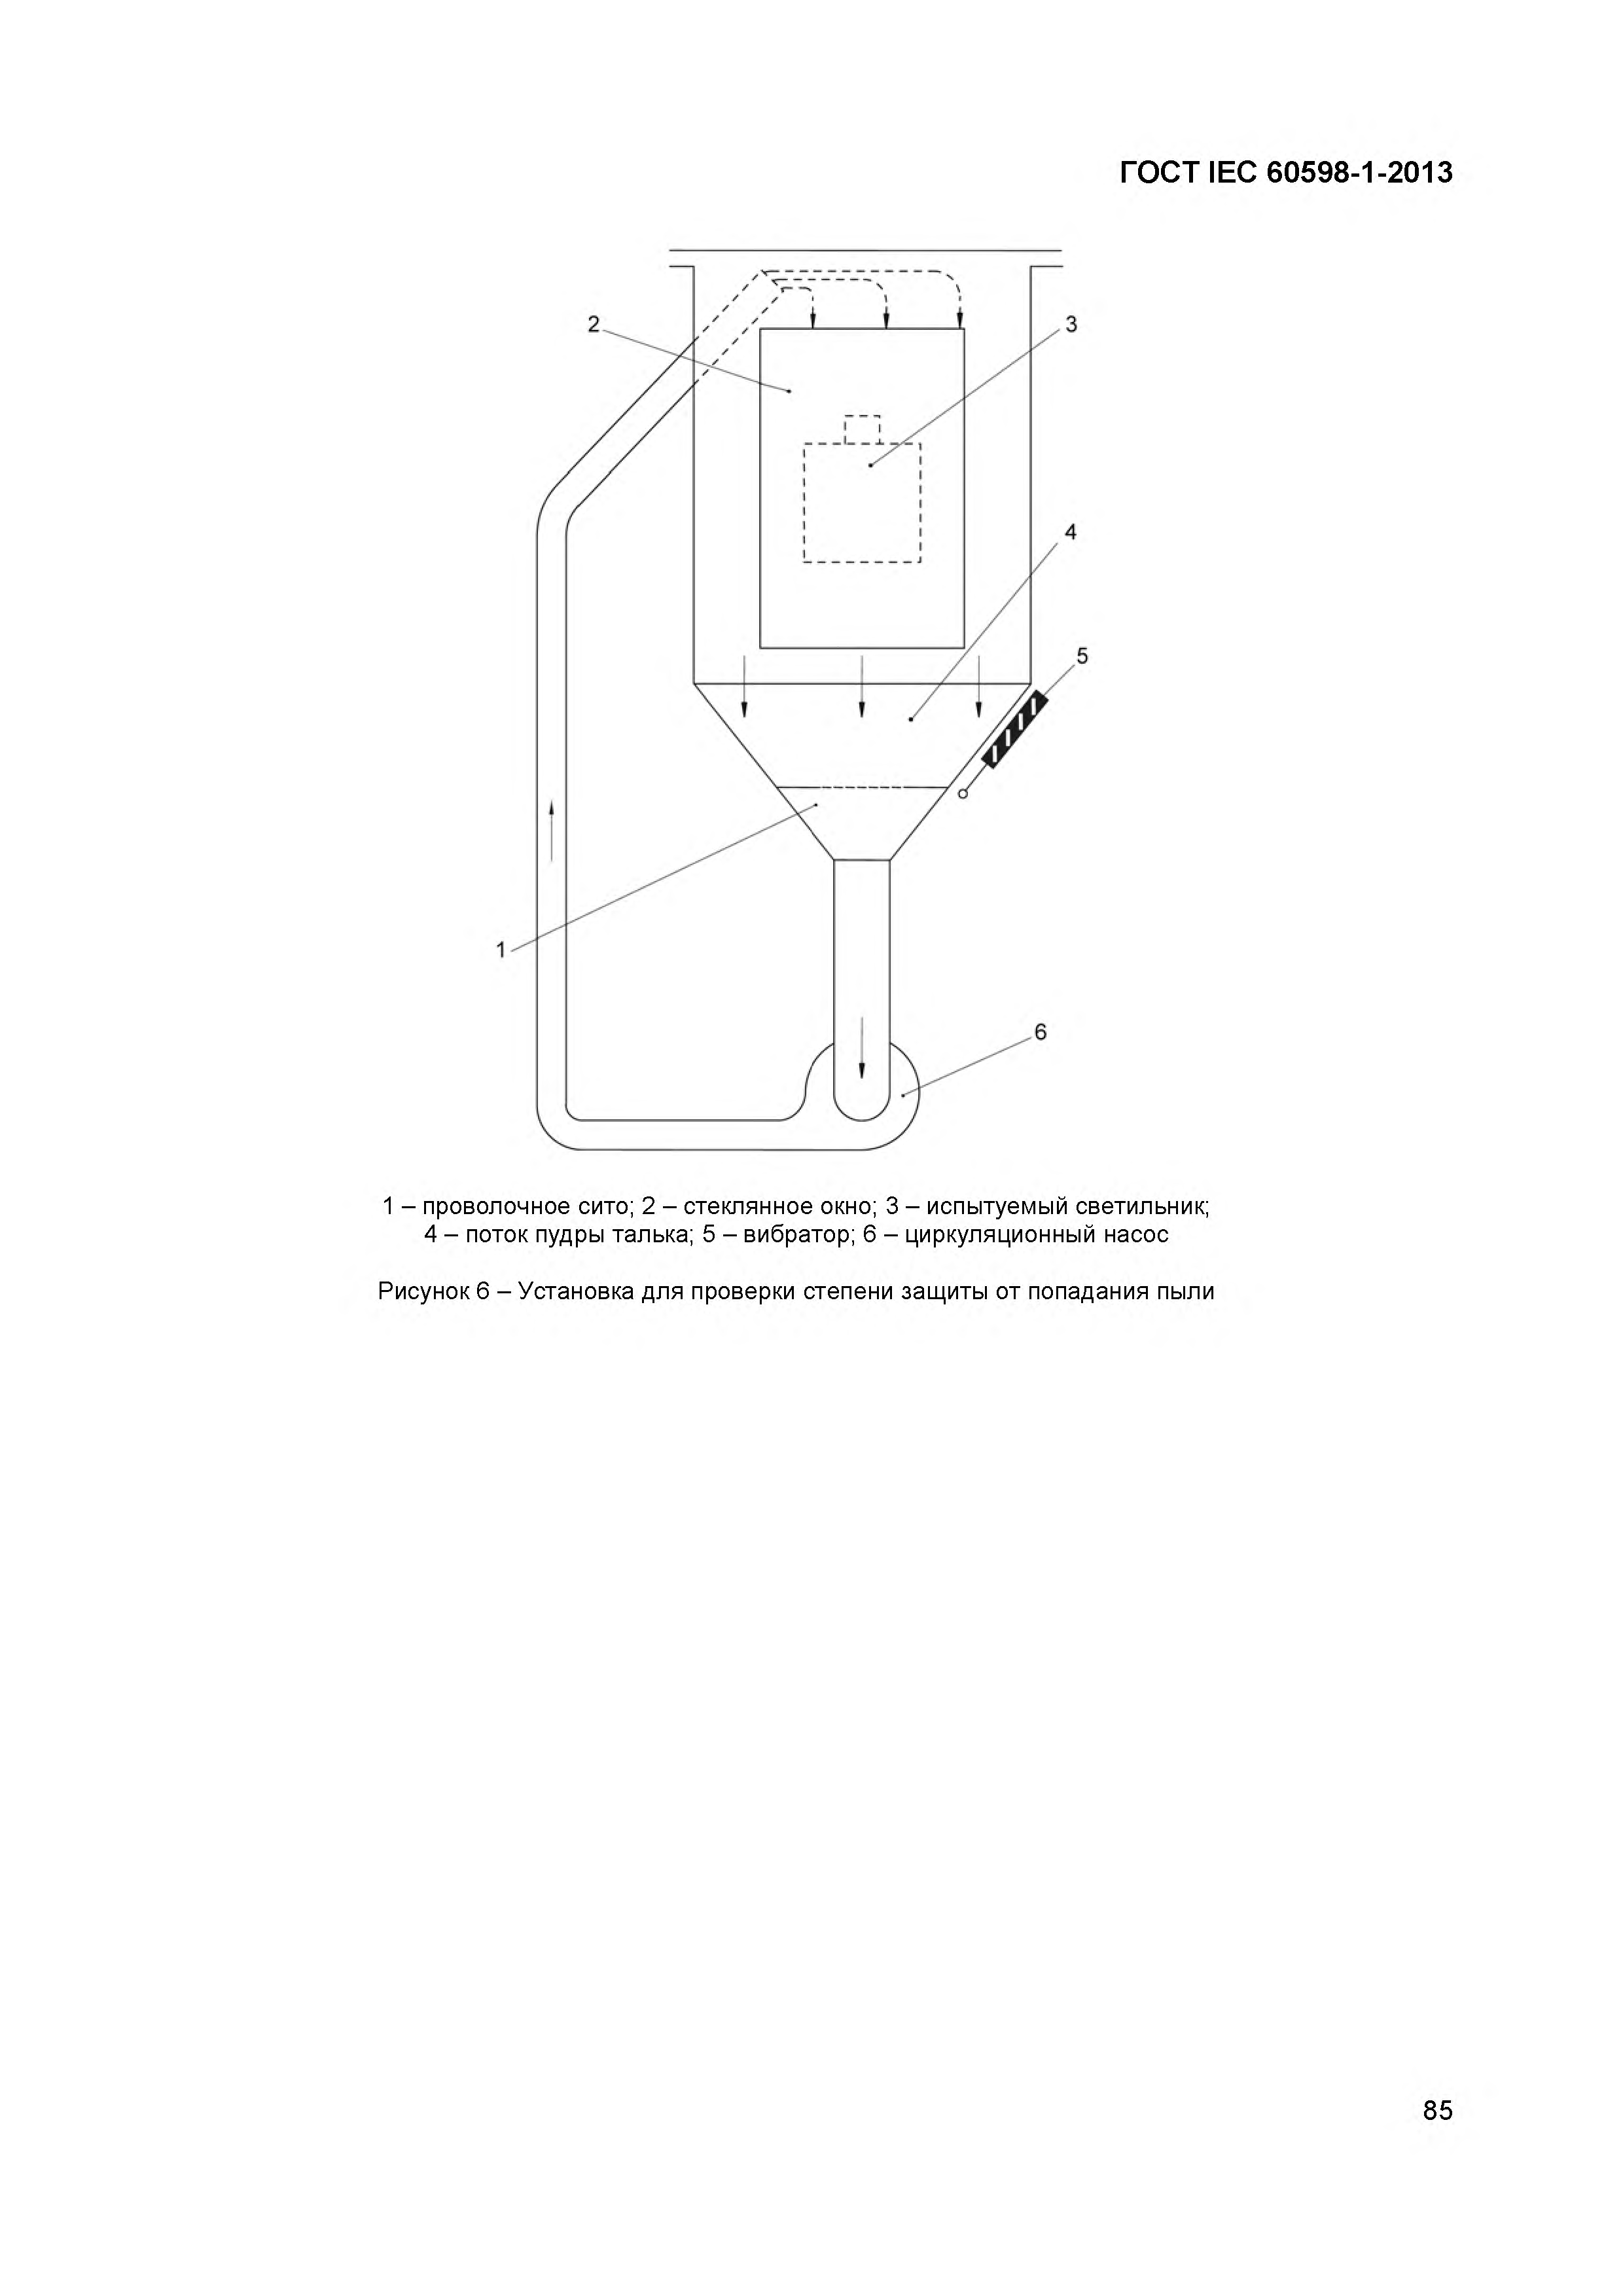 ГОСТ IEC 60598-1-2013
2
3
4
5
1
6
1 – проволочное сито; 2 – стеклянное окно; 3 – испытуемый светильник;
4 – поток пудры талька; 5 – вибратор; 6 – циркуляционный насос
Рисунок 6 – Установка для проверки степени защиты от попадания пыли
85